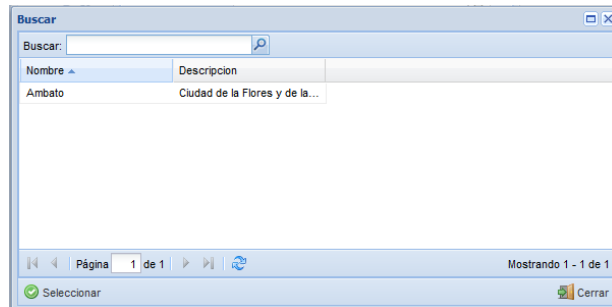 Buscar
Buscar:
Nombre Descripcion
Ambato Ciudad de la Flores y de la...
Página 1 de 1 Mostrando 1 - 1 de 1
Seleccionar Cerrar